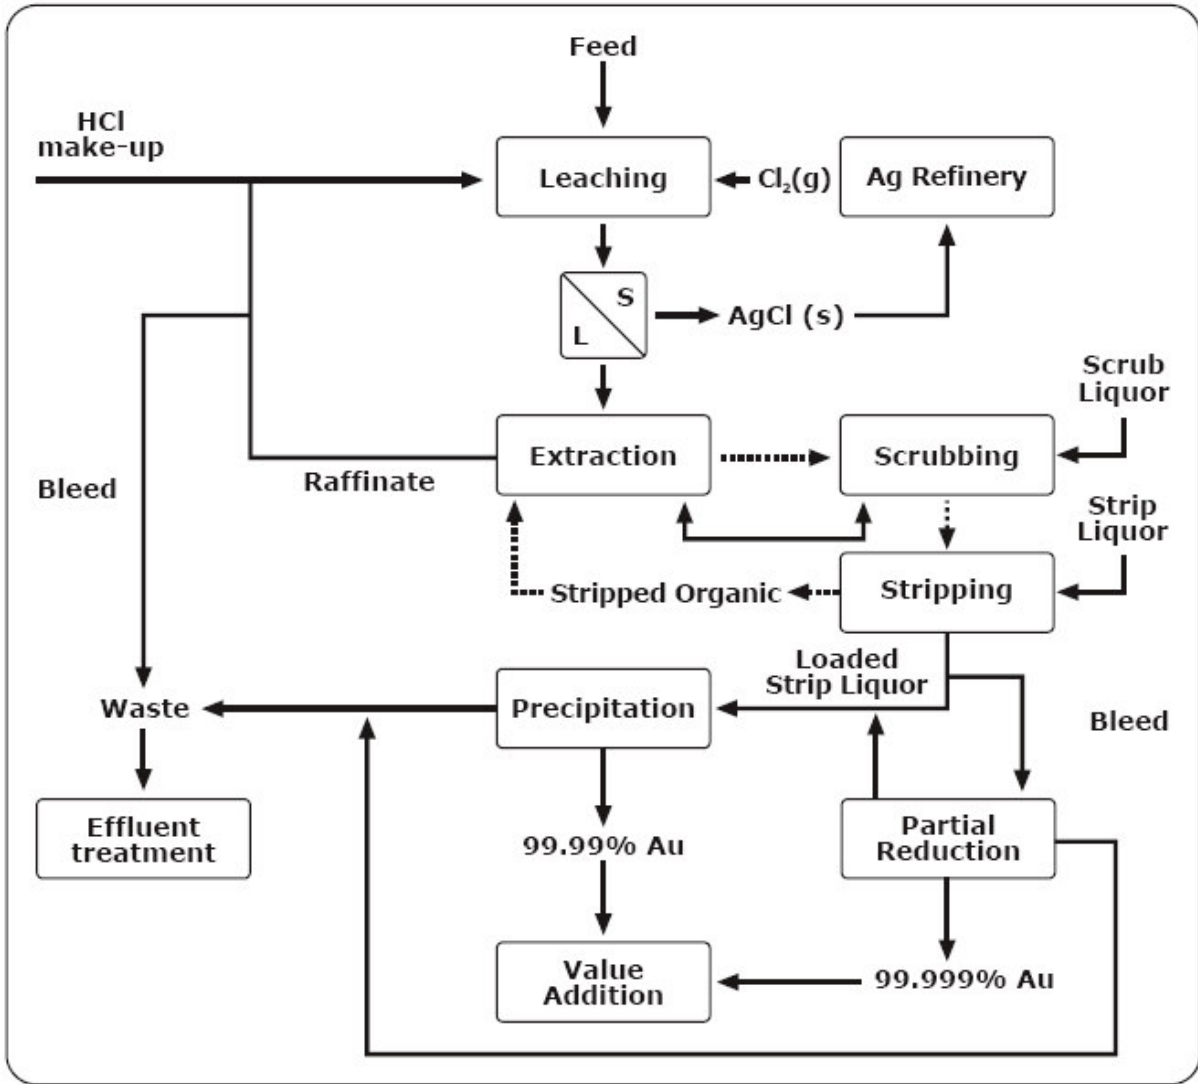 Feed
HCl
make-up
Leaching
Cl₂(g)
Ag Refinery
S
L
AgCl (s)
Scrub
Liquor
Extraction
Scrubbing
Raffinate
Bleed
Strip
Liquor
Stripped Organic
Stripping
Loaded
Strip Liquor
Waste
Precipitation
Bleed
Effluent
treatment
99.99% Au
Partial
Reduction
Value
Addition
99.999% Au